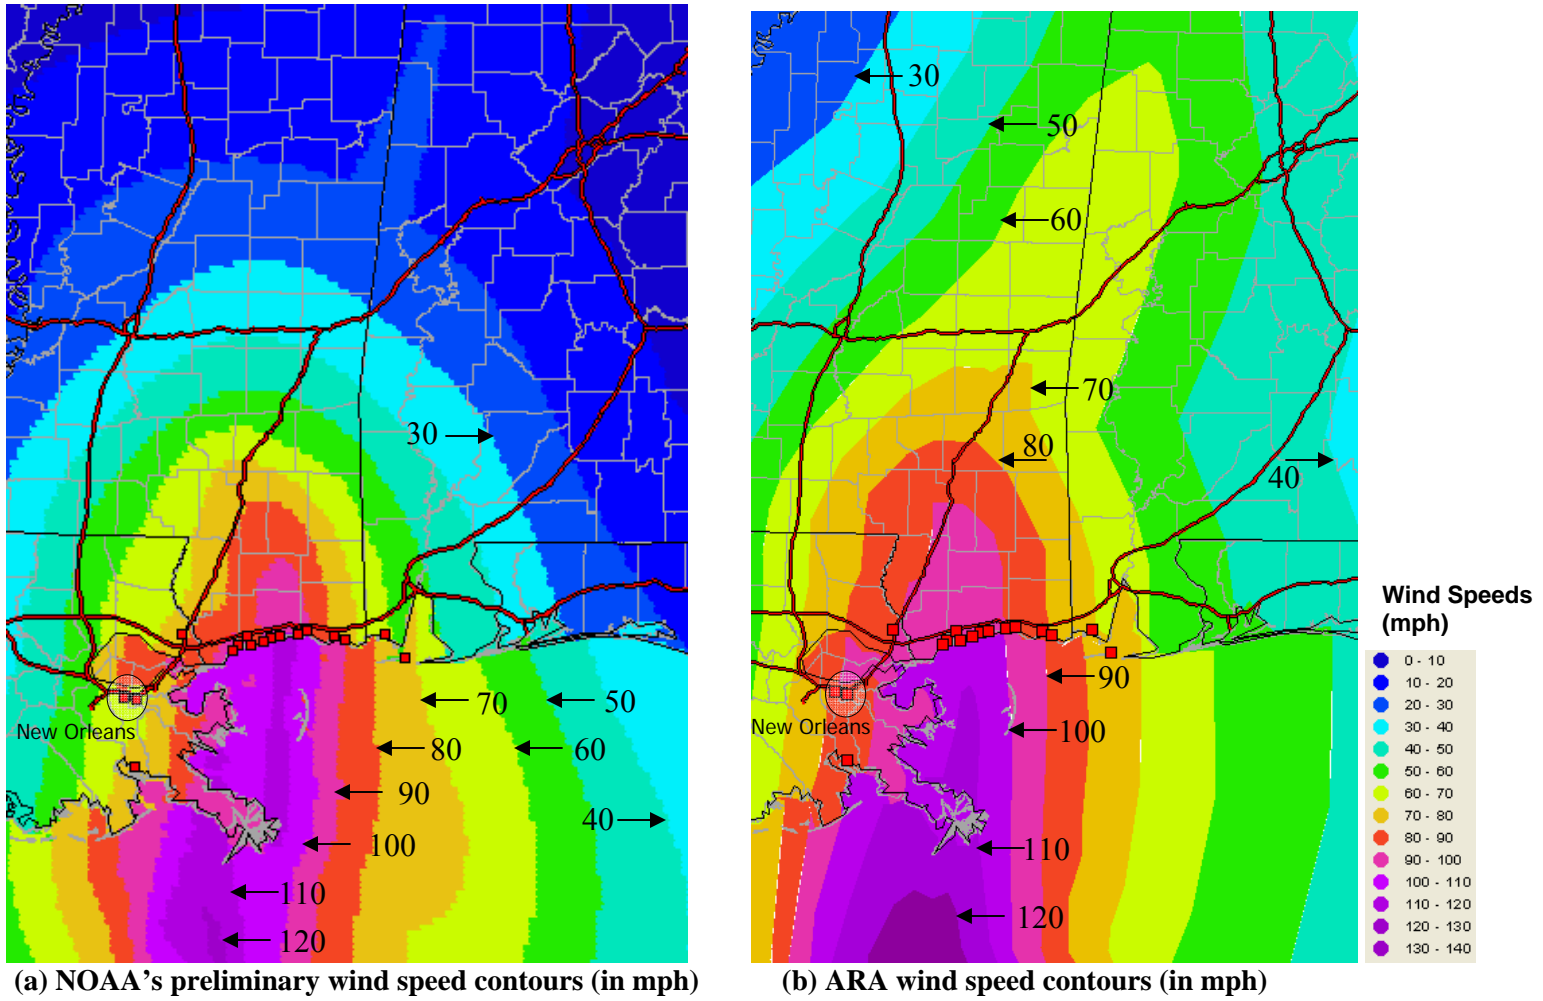 30
50
60
70
80
40
90
100
110
120
New Orleans
30
70
50
80
60
90
40
100
110
120
New Orleans
Wind Speeds
(mph)
0 - 10
10 - 20
20 - 30
30 - 40
40 - 50
50 - 60
60 - 70
70 - 80
80 - 90
90 - 100
100 - 110
110 - 120
120 - 130
130 - 140
(a) NOAA's preliminary wind speed contours (in mph)
(b) ARA wind speed contours (in mph)